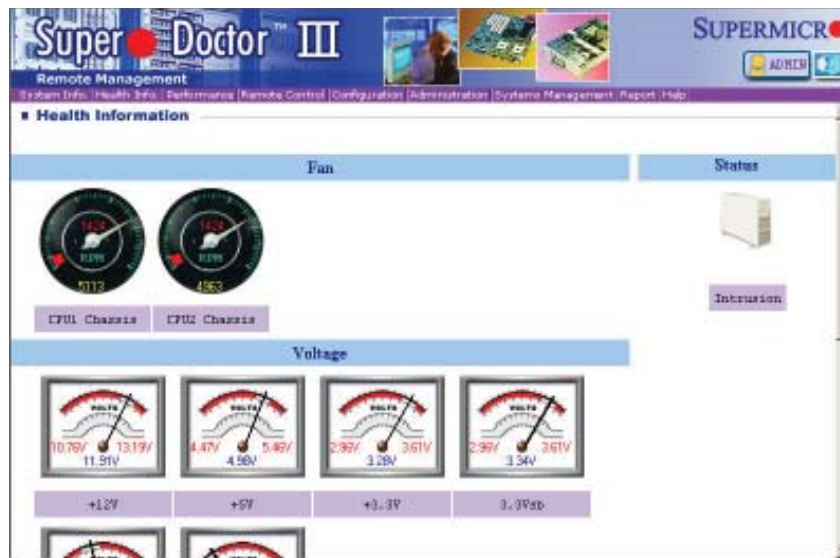 Super Doctor™ III
SUPERMICR
Remote Management
ADMIN
System Info. |Health Info.| Performance |Remote Control |Configuration |Administration |Systems Management| Report |Help
Health Information
Fan
Status
1424
RPM
5113
1424
RPM
4963
CPU1 Chassis
CPU2 Chassis
Intrusion
Voltage
VOLTS
10.76V 13.19V
11.91V
VOLTS
4.47V 5.46V
4.98V
VOLTS
2.96V 3.61V
3.28V
VOLTS
2.96V 3.61V
3.34V
+12V
+5V
+3.3V
3.3Vsb